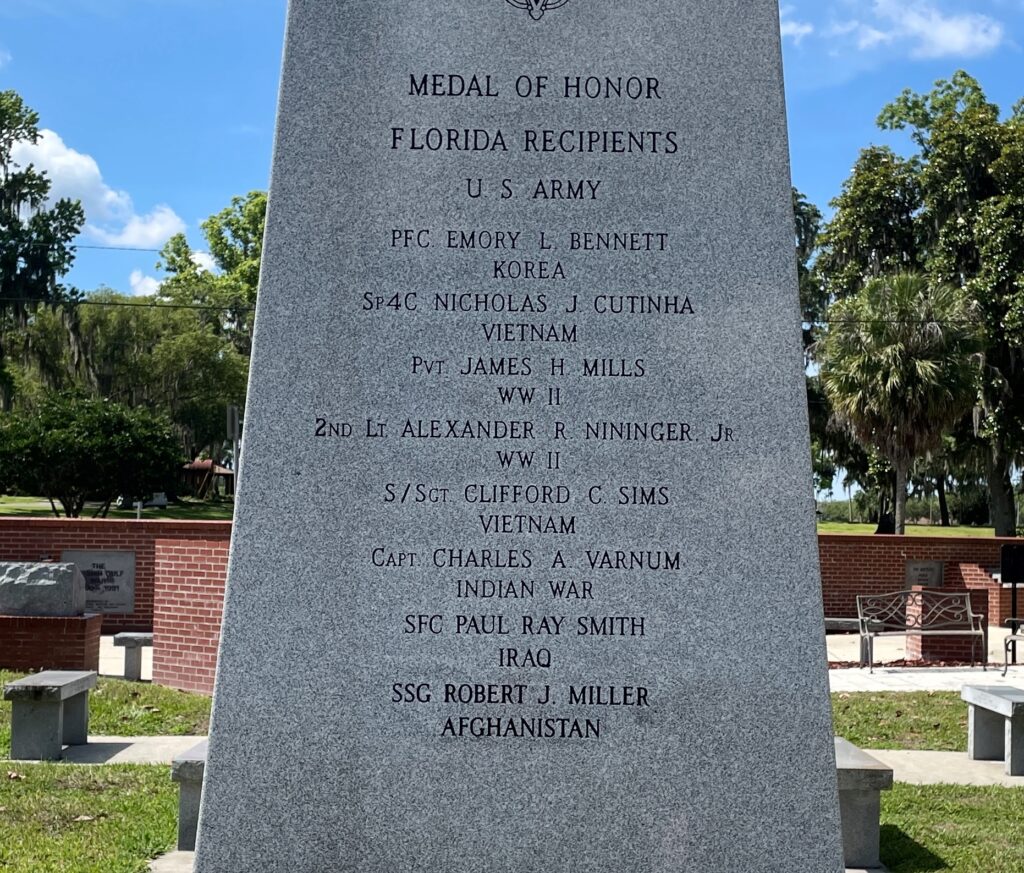 MEDAL OF HONOR
FLORIDA RECIPIENTS
U S ARMY
PFC EMORY L. BENNETT
KOREA
Sp4C NICHOLAS J. CUTINHA
VIETNAM
Pvt. JAMES H MILLS
WW II
2nd Lt. ALEXANDER R. NININGER, Jr
WW II
S/Sgt CLIFFORD C. SIMS
VIETNAM
Capt. CHARLES A VARNUM
INDIAN WAR
SFC PAUL RAY SMITH
IRAQ
SSG ROBERT J. MILLER
AFGHANISTAN
THE
GULF